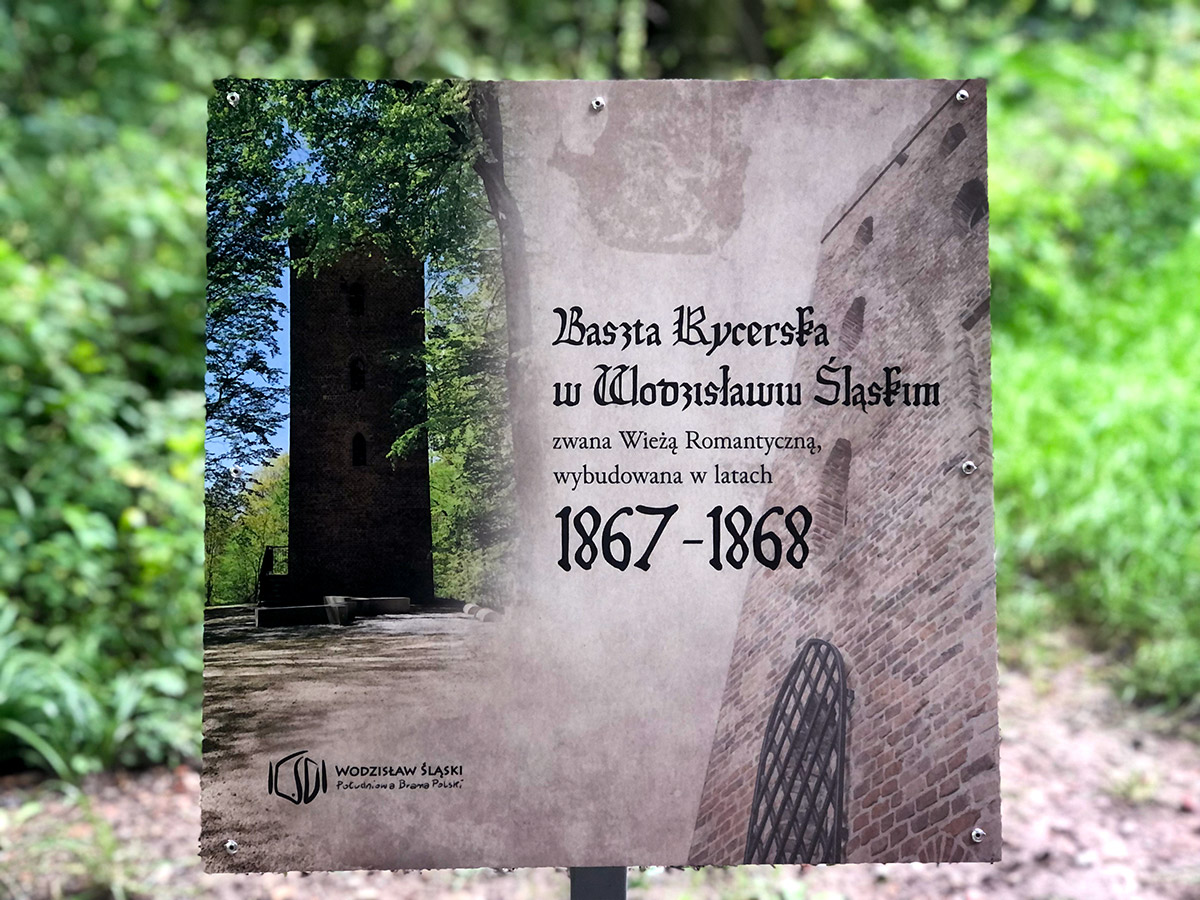 Baszta Rycerska
w Wodzisławiu Śląskim
zwana Wieżą Romantyczną,
wybudowana w latach
1867-1868
WODZISŁAW ŚLĄSKI
Południowa Brama Polski